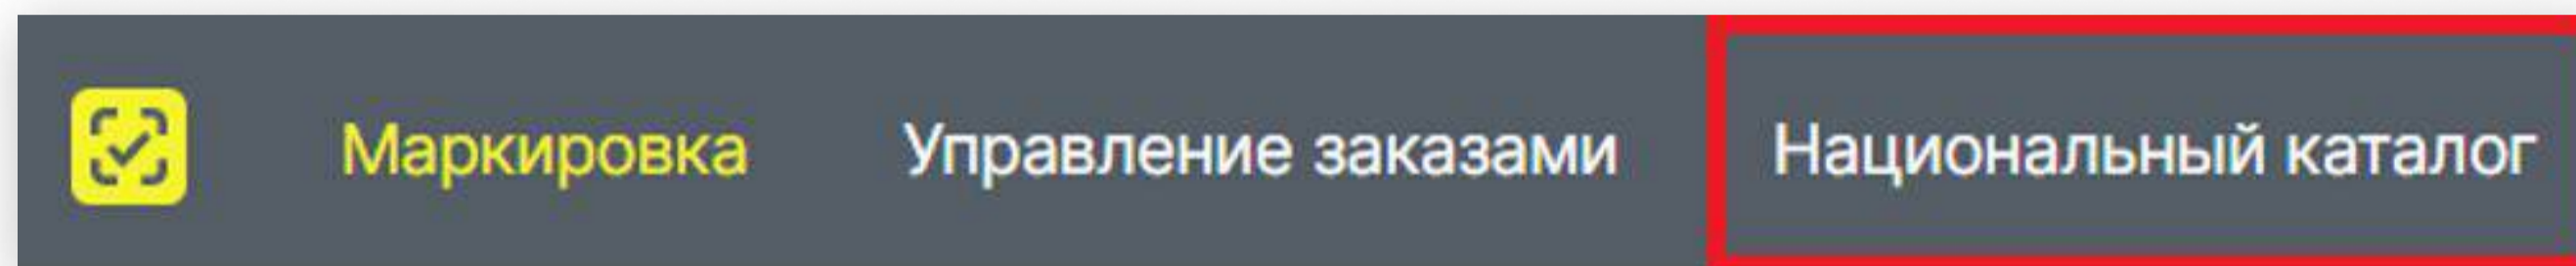 Маркировка Управление заказами Национальный каталог